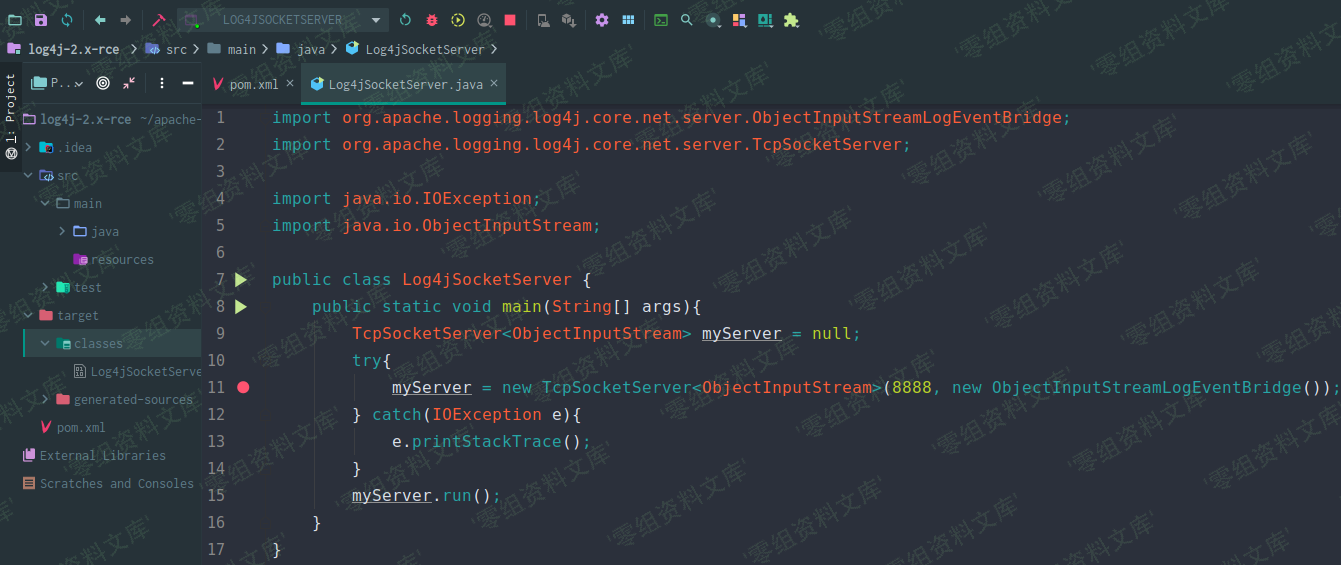 LOG4JSOCKETSERVER
log4j-2.x-rce > src > main > java > Log4jSocketServer >
1: Project
P..
pom.xml ×
Log4jSocketServer.java ×
log4j-2.x-rce ~/apache-
.idea
src
main
java
resources
test
target
classes
Log4jSocketServe
generated-sources
pom.xml
External Libraries
Scratches and Consoles
1 import org.apache.logging.log4j.core.net.server.ObjectInputStreamLogEventBridge;
2 import org.apache.logging.log4j.core.net.server.TcpSocketServer;
3
4 import java.io.IOException;
5 import java.io.ObjectInputStream;
6
7 public class Log4jSocketServer {
8     public static void main(String[] args){
9         TcpSocketServer<ObjectInputStream> myServer = null;
10         try{
11             myServer = new TcpSocketServer<ObjectInputStream>(8888, new ObjectInputStreamLogEventBridge());
12         } catch(IOException e){
13             e.printStackTrace();
14         }
15         myServer.run();
16     }
17 }
'零组资料文库'